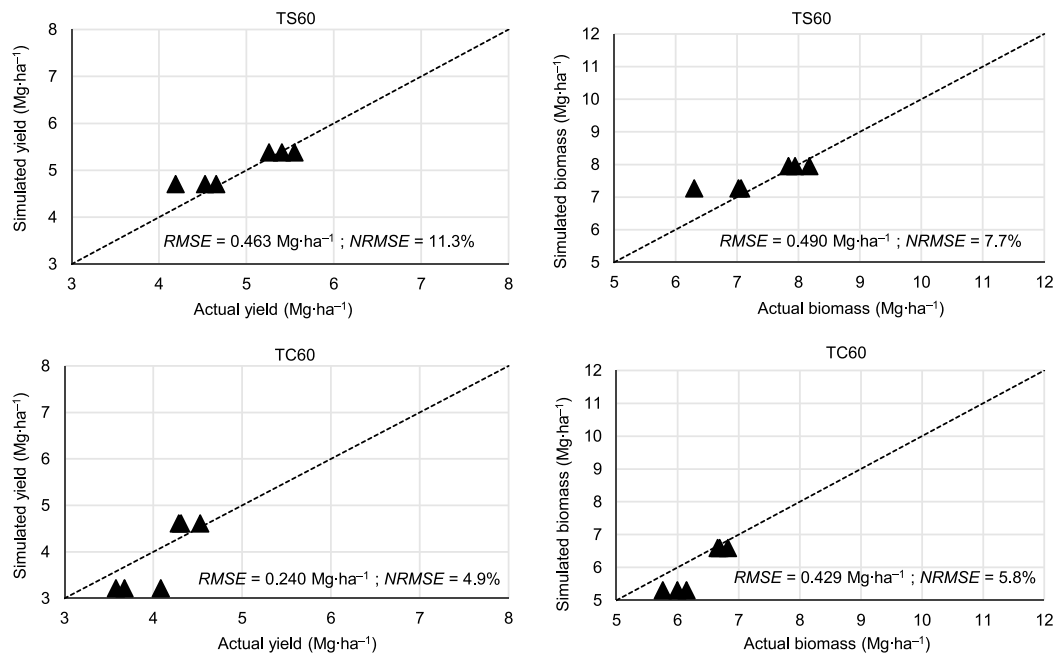 TS60
8
7
6
5
4
3
3 4 5 6 7 8
Simulated yield (Mg·ha⁻¹)
RMSE = 0.463 Mg·ha⁻¹ ; NRMSE = 11.3%
Actual yield (Mg·ha⁻¹)
TS60
12
11
10
9
8
7
6
5
5 6 7 8 9 10 11 12
Simulated biomass (Mg·ha⁻¹)
RMSE = 0.490 Mg·ha⁻¹ ; NRMSE = 7.7%
Actual biomass (Mg·ha⁻¹)
TC60
8
7
6
5
4
3
3 4 5 6 7 8
Simulated yield (Mg·ha⁻¹)
RMSE = 0.240 Mg·ha⁻¹ ; NRMSE = 4.9%
Actual yield (Mg·ha⁻¹)
TC60
12
11
10
9
8
7
6
5
5 6 7 8 9 10 11 12
Simulated biomass (Mg·ha⁻¹)
RMSE = 0.429 Mg·ha⁻¹ ; NRMSE = 5.8%
Actual biomass (Mg·ha⁻¹)